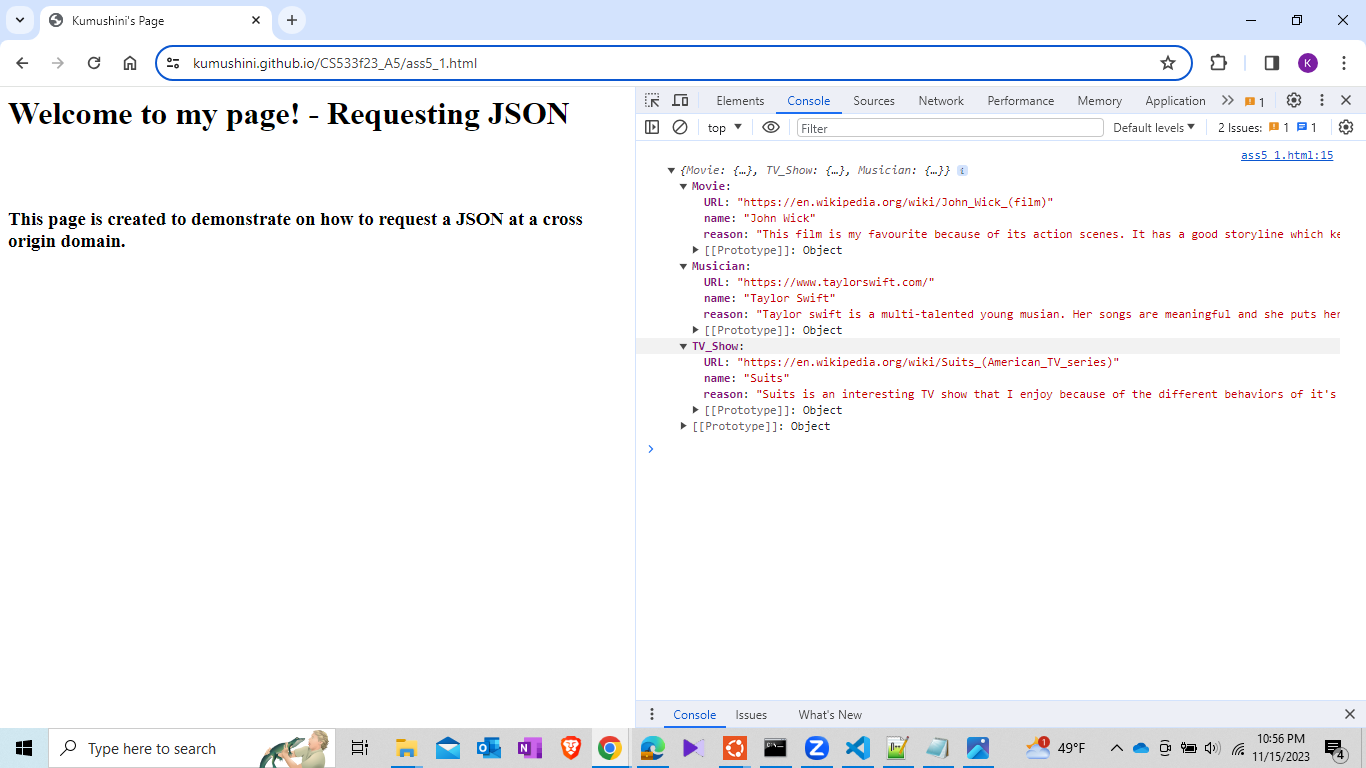 Kumushini's Page
kumushini.github.io/CS533f23_A5/ass5_1.html
K
Welcome to my page! - Requesting JSON
This page is created to demonstrate on how to request a JSON at a cross
origin domain.
Elements Console Sources Network Performance Memory Application 1
top Filter Default levels 2 Issues: 1 1
ass5_1.html:15
{Movie: {…}, TV_Show: {…}, Musician: {…}} i
Movie:
URL: "https://en.wikipedia.org/wiki/John_Wick_(film)"
name: "John Wick"
reason: "This film is my favourite because of its action scenes. It has a good storyline which ke
[[Prototype]]: Object
Musician:
URL: "https://www.taylorswift.com/"
name: "Taylor Swift"
reason: "Taylor swift is a multi-talented young musian. Her songs are meaningful and she puts her
[[Prototype]]: Object
TV_Show:
URL: "https://en.wikipedia.org/wiki/Suits_(American_TV_series)"
name: "Suits"
reason: "Suits is an interesting TV show that I enjoy because of the different behaviors of it's
[[Prototype]]: Object
[[Prototype]]: Object
Console Issues What's New
Type here to search
1 49°F
10:56 PM
11/15/2023
4